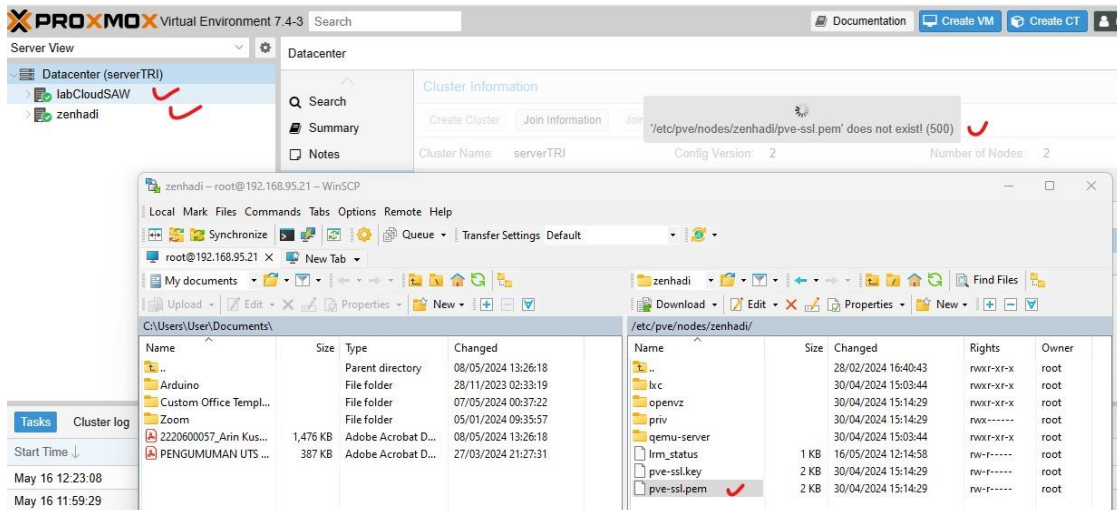 PROXMOX Virtual Environment 7.4-3 Search Documentation Create VM Create CT
Server View
Datacenter (serverTRI)
labCloudSAW
zenhadi
Datacenter
Search
Summary
Notes
Cluster Information
Create Cluster Join Information
'/etc/pve/nodes/zenhadi/pve-ssl.pem' does not exist! (500)
Cluster Name: serverTRI Config Version: 2 Number of Nodes: 2
zenhadi – root@192.168.95.21 – WinSCP
Local Mark Files Commands Tabs Options Remote Help
Synchronize Queue Transfer Settings Default
root@192.168.95.21 New Tab
My documents
Upload Edit Properties New
C:\Users\User\Documents\
Name Size Type Changed
.. Parent directory 08/05/2024 13:26:18
Arduino File folder 28/11/2023 02:33:19
Custom Office Templ... File folder 07/05/2024 00:37:22
Zoom File folder 05/01/2024 09:35:57
2220600057_Arin Kus... 1,476 KB Adobe Acrobat D... 08/05/2024 13:26:18
PENGUMUMAN UTS ... 387 KB Adobe Acrobat D... 27/03/2024 21:27:31
zenhadi Find Files
Download Edit Properties New
/etc/pve/nodes/zenhadi/
Name Size Changed Rights Owner
.. 28/02/2024 16:40:43 rwxr-xr-x root
lxc 30/04/2024 15:03:44 rwxr-xr-x root
openvz 30/04/2024 15:14:29 rwxr-xr-x root
priv 30/04/2024 15:14:29 rwx------ root
qemu-server 30/04/2024 15:03:44 rwxr-xr-x root
lrm_status 1 KB 16/05/2024 12:14:58 rw-r----- root
pve-ssl.key 2 KB 30/04/2024 15:14:29 rw-r----- root
pve-ssl.pem 2 KB 30/04/2024 15:14:29 rw-r----- root
Tasks Cluster log
Start Time
May 16 12:23:08
May 16 11:59:29